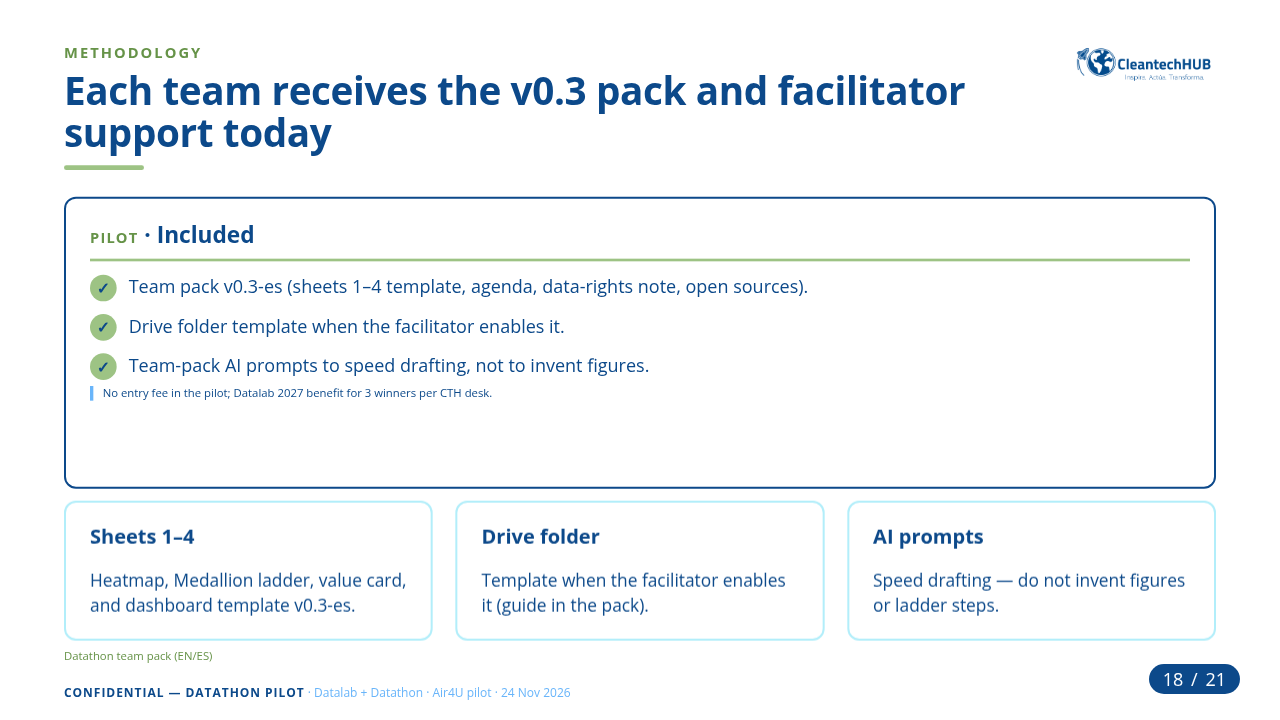 METHODOLOGY
Each team receives the v0.3 pack and facilitator
support today
CleantechHUB
Inspira. Actúa. Transforma.
PILOT · Included
✓ Team pack v0.3-es (sheets 1–4 template, agenda, data-rights note, open sources).
✓ Drive folder template when the facilitator enables it.
✓ Team-pack AI prompts to speed drafting, not to invent figures.
No entry fee in the pilot; Datalab 2027 benefit for 3 winners per CTH desk.
Sheets 1–4
Heatmap, Medallion ladder, value card,
and dashboard template v0.3-es.
Drive folder
Template when the facilitator enables
it (guide in the pack).
AI prompts
Speed drafting — do not invent figures
or ladder steps.
Datathon team pack (EN/ES)
CONFIDENTIAL — DATATHON PILOT · Datalab + Datathon · Air4U pilot · 24 Nov 2026
18 / 21